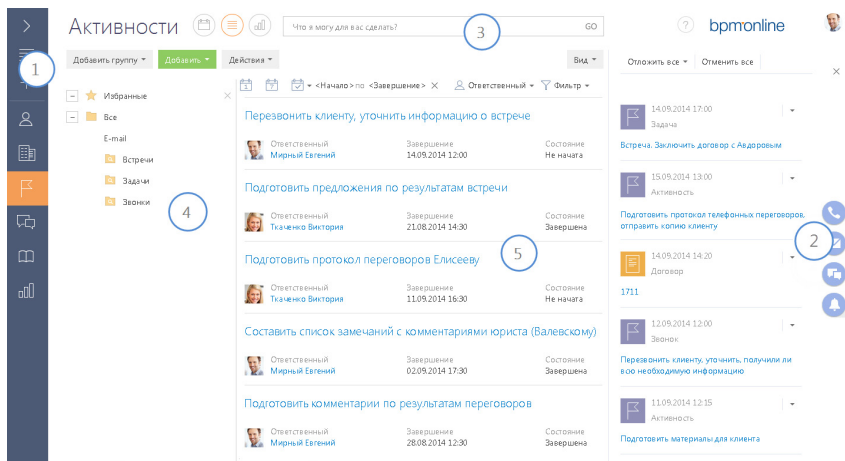 Активности
Что я могу для вас сделать?
GO
?
bpmonline
3
1
Добавить группу
Добавить
Действия
Вид
Отложить все
Отменить все
<Начало> по <Завершение>
Ответственный
Фильтр
Избранные
Все
E-mail
Встречи
Задачи
Звонки
4
Перезвонить клиенту, уточнить информацию о встрече
Ответственный Завершение Состояние
Мирный Евгений 14.09.2014 12:00 Не начата
Подготовить предложения по результатам встречи
Ответственный Завершение Состояние
Ткаченко Виктория 21.08.2014 14:30 Завершена
5
Подготовить протокол переговоров Елисееву
Ответственный Завершение Состояние
Ткаченко Виктория 11.09.2014 16:30 Не начата
Составить список замечаний с комментариями юриста (Валевскому)
Ответственный Завершение Состояние
Мирный Евгений 02.09.2014 17:30 Завершена
Подготовить комментарии по результатам переговоров
Ответственный Завершение Состояние
Мирный Евгений 28.08.2014 12:30 Завершена
14.09.2014 17:00
Задача
Встреча. Заключить договор с Авдоровым
15.09.2014 13:00
Активность
Подготовить протокол телефонных переговоров,
отправить копию клиенту
2
14.09.2014 14:20
Договор
1711
12.09.2014 12:00
Звонок
Перезвонить клиенту, уточнить, получили ли
всю необходимую информацию
11.09.2014 12:15
Активность
Подготовить материалы для клиента